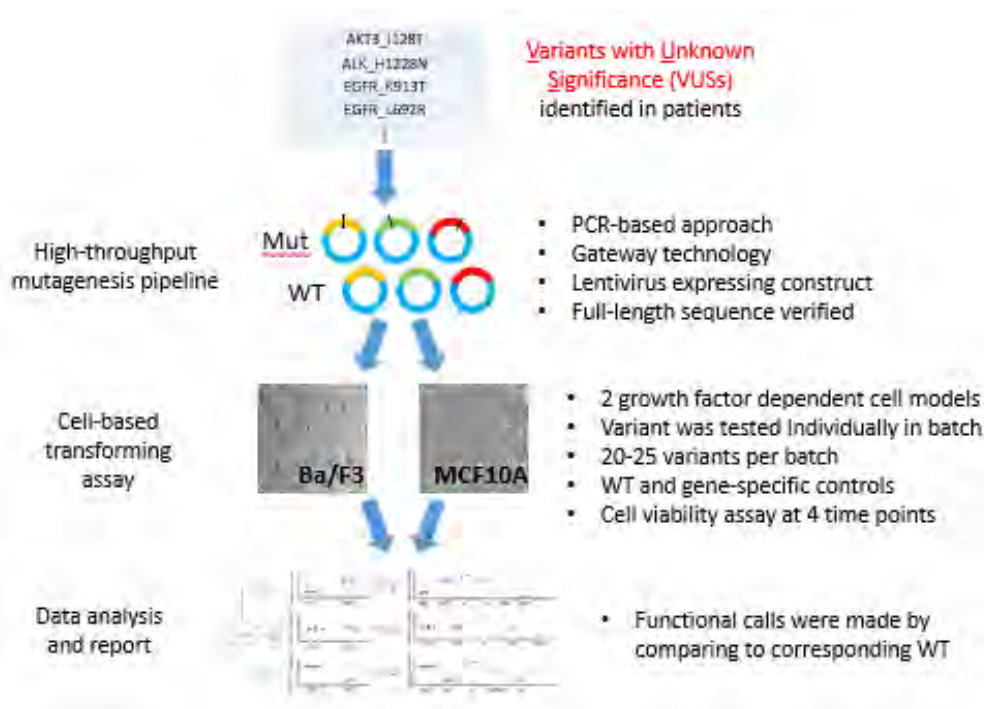 AKT3_I128T
ALK_H1228N
EGFR_K913T
EGFR_L692R
Variants with Unknown
Significance (VUSs)
identified in patients
High-throughput
mutagenesis pipeline
Mut
WT
• PCR-based approach
• Gateway technology
• Lentivirus expressing construct
• Full-length sequence verified
Cell-based
transforming
assay
Ba/F3
MCF10A
• 2 growth factor dependent cell models
• Variant was tested Individually in batch
• 20-25 variants per batch
• WT and gene-specific controls
• Cell viability assay at 4 time points
Data analysis
and report
• Functional calls were made by
comparing to corresponding WT